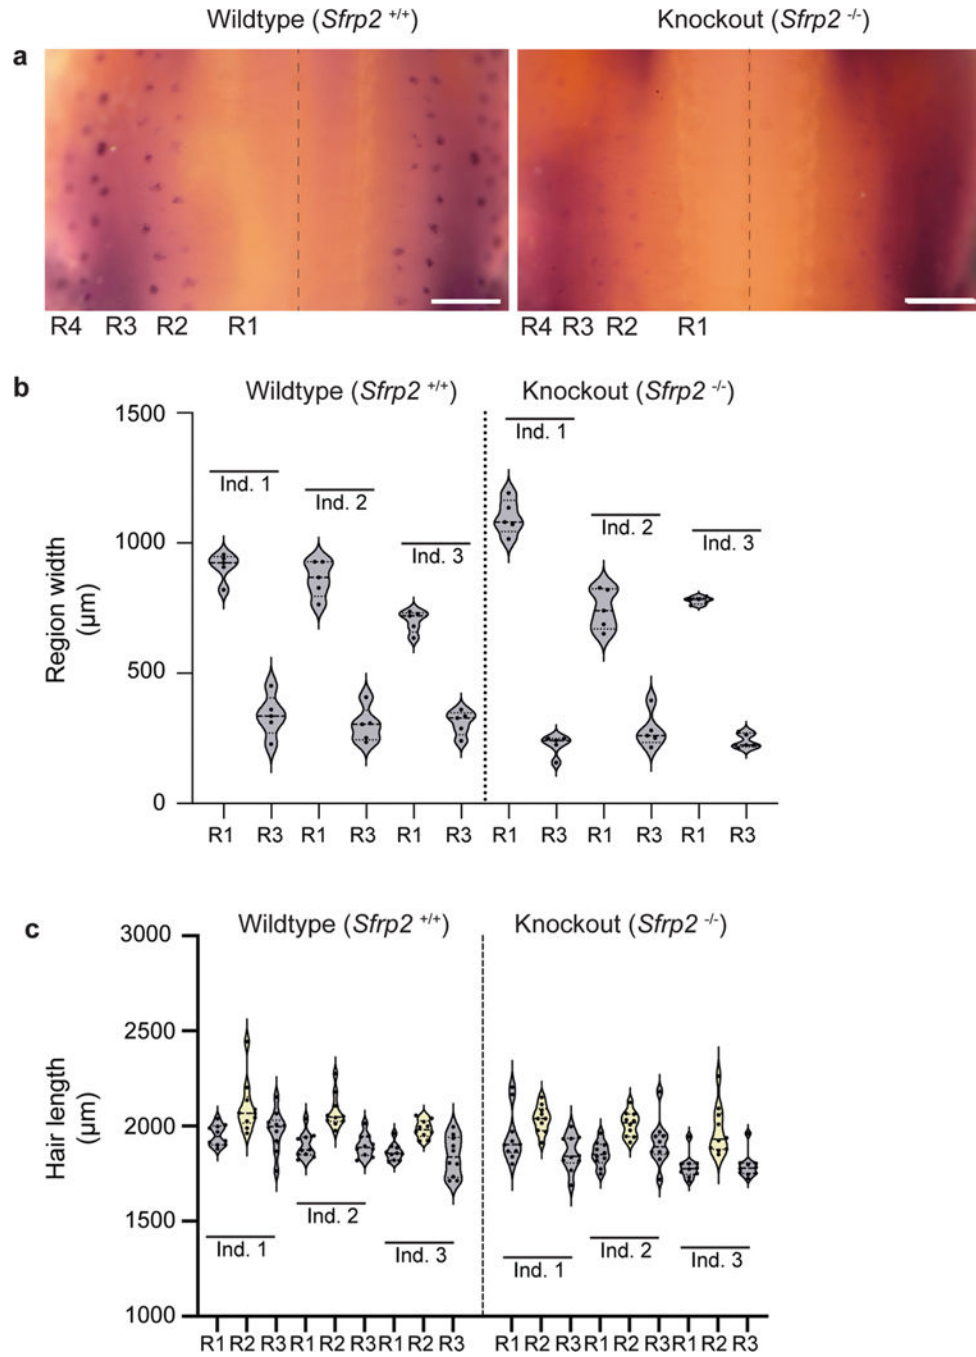 Wildtype (Sfrp2 +/+) Knockout (Sfrp2 -/-)
a
R4 R3 R2 R1 R4 R3 R2 R1
b
Wildtype (Sfrp2 +/+) Knockout (Sfrp2 -/-)
1500
Ind. 1
Ind. 1
Ind. 2
Ind. 2
Ind. 3
Ind. 3
1000
500
0
Region width
(µm)
R1 R3 R1 R3 R1 R3 R1 R3 R1 R3 R1 R3
c
Wildtype (Sfrp2 +/+) Knockout (Sfrp2 -/-)
3000
2500
2000
1500
1000
Hair length
(µm)
Ind. 1
Ind. 2
Ind. 3
Ind. 1
Ind. 2
Ind. 3
R1 R2 R3 R1 R2 R3 R1 R2 R3 R1 R2 R3 R1 R2 R3 R1 R2 R3